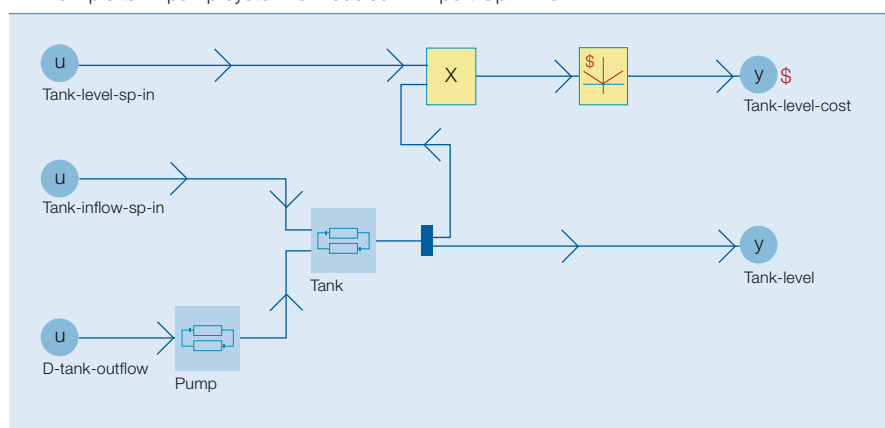 u
Tank-level-sp-in
X
$
y $
Tank-level-cost
u
Tank-inflow-sp-in
Tank
y
Tank-level
u
D-tank-outflow
Pump